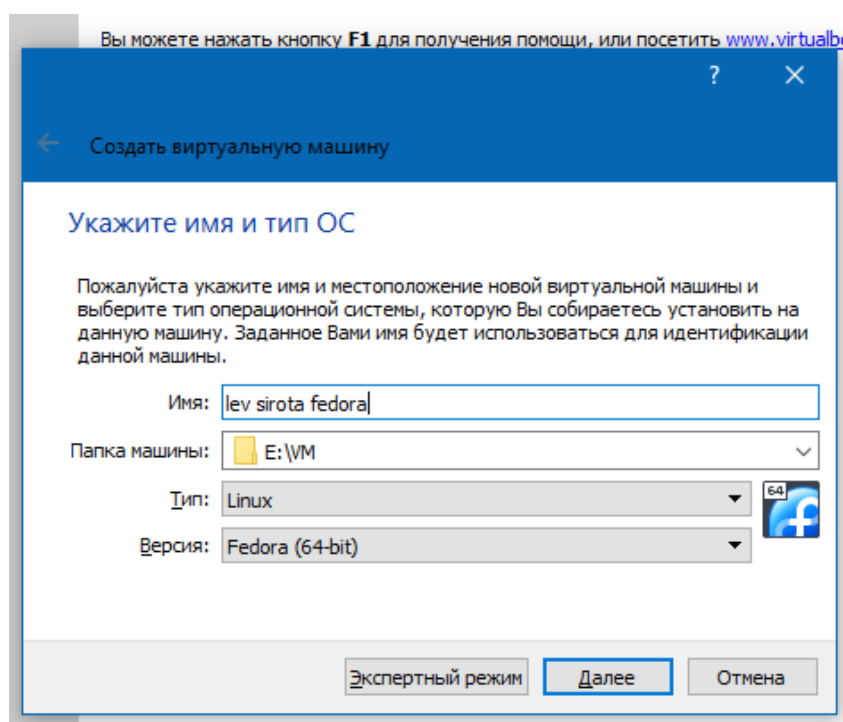 Вы можете нажать кнопку F1 для получения помощи, или посетить www.virtualb
?
Создать виртуальную машину
Укажите имя и тип ОС
Пожалуйста укажите имя и местоположение новой виртуальной машины и
выберите тип операционной системы, которую Вы собираетесь установить на
данную машину. Заданное Вами имя будет использоваться для идентификации
данной машины.
Имя: lev sirota fedora
Папка машины: E:\VM
Тип: Linux
64
Версия: Fedora (64-bit)
Экспертный режим Далее Отмена